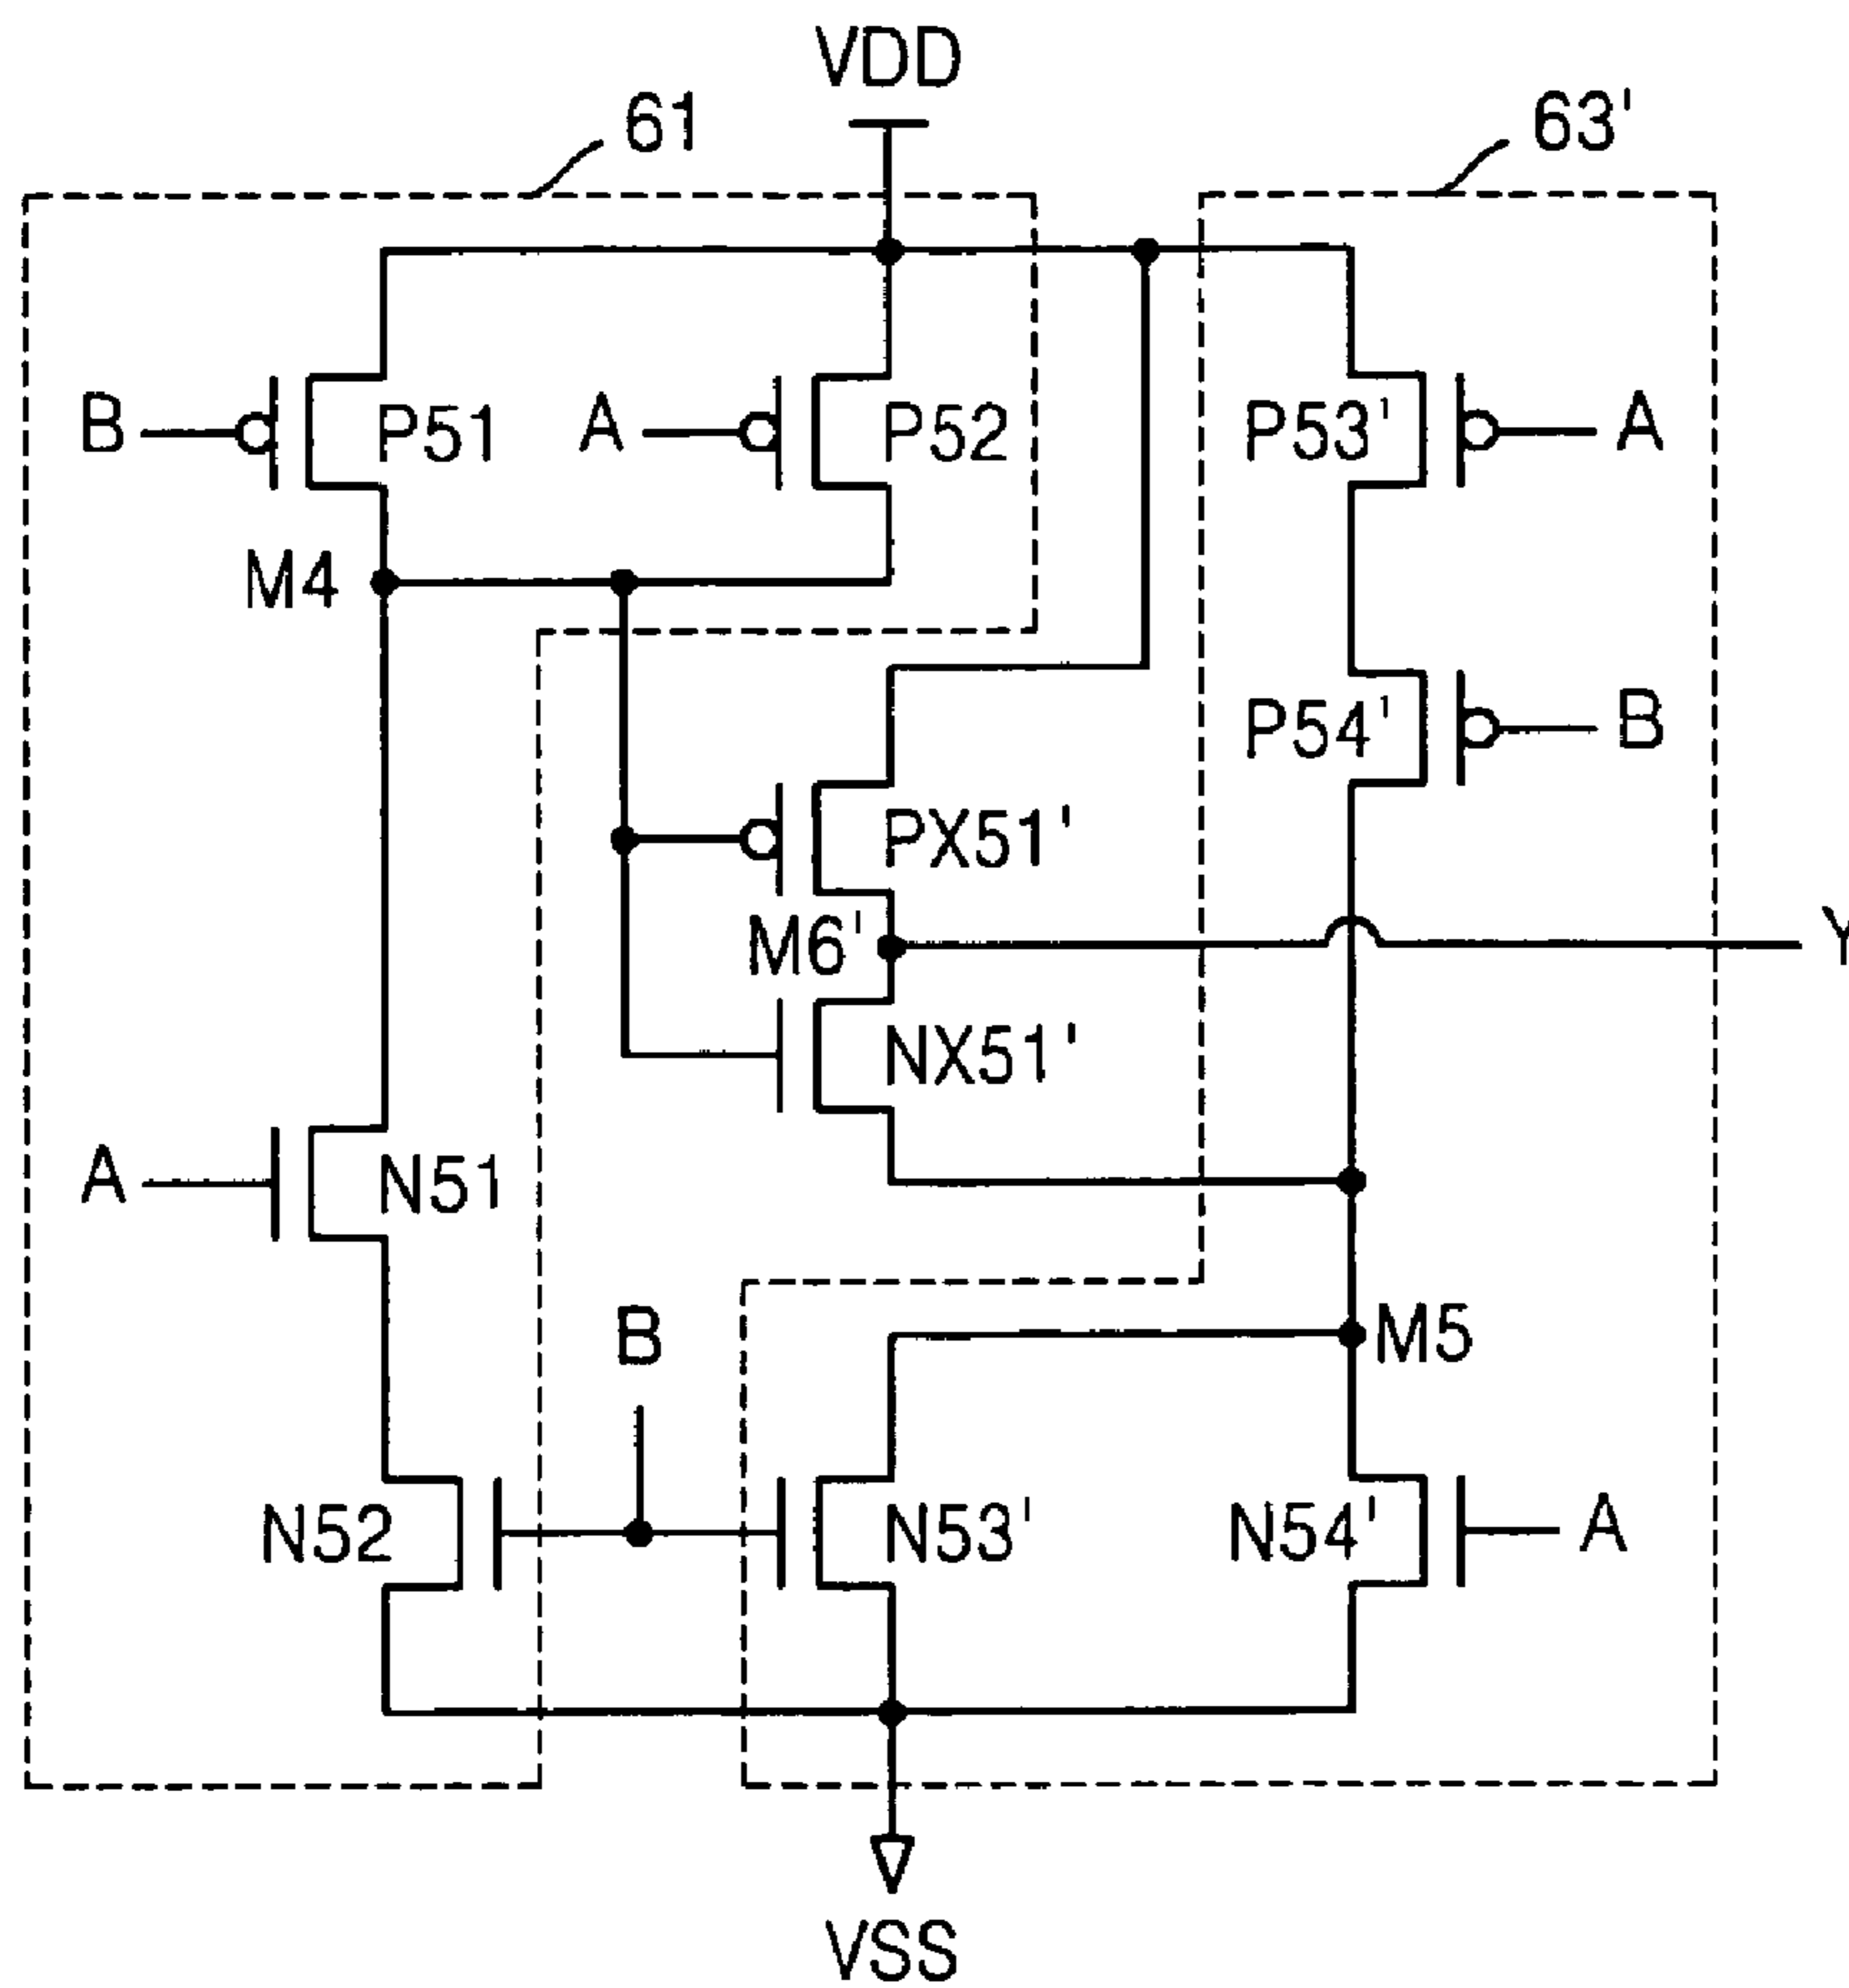 VDD
61
63'
B
P51
A
P52
P53'
A
M4
P54'
B
PX51'
M6'
Y
NX51'
A
N51
B
M5
N52
N53'
N54'
A
VSS